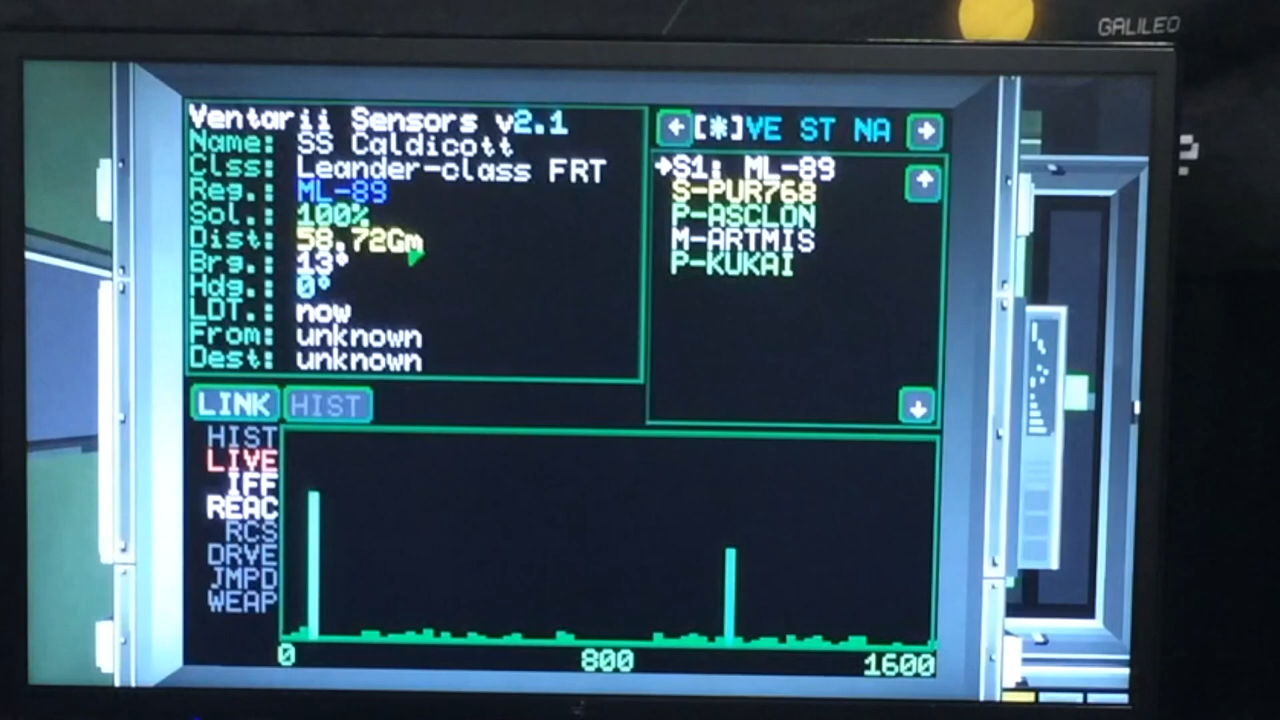 GALILEO
Ventarii Sensors v2.1
Name: SS Caldicott
Clss: Leander-class FRT
Reg.: ML-89
Sol.: 100%
Dist: 58.72Gm
Brg.: 13°
Hdg.: 0°
LDT.: now
From: unknown
Dest: unknown
←[*]VE ST NA →
→S1: ML-89
S-PUR768
P-ASCLON
M-ARTMIS
P-KUKAI
↑
↓
LINK HIST
HIST
LIVE
IFF
REAC
RCS
DRVE
JMPD
WEAP
0 800 1600